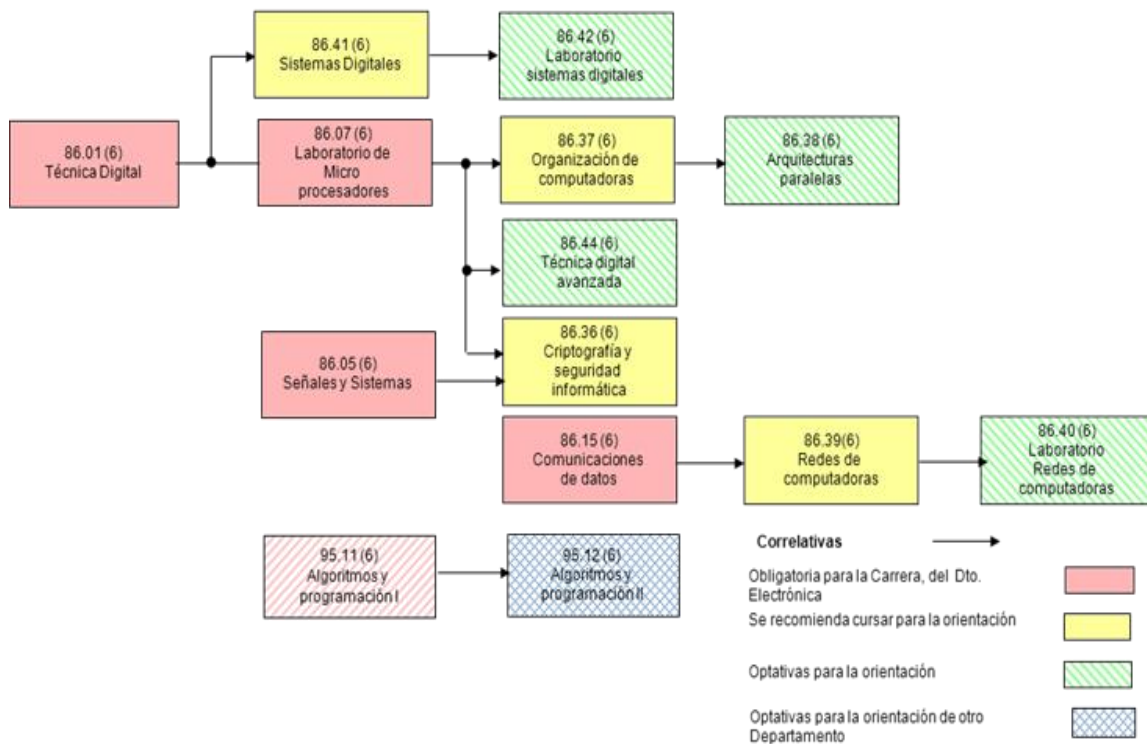 86.41 (6)
Sistemas Digitales
86.42 (6)
Laboratorio
sistemas digitales
86.01 (6)
Técnica Digital
86.07 (6)
Laboratorio de
Micro
procesadores
86.37 (6)
Organización de
computadoras
86.38 (6)
Arquitecturas
paralelas
86.44 (6)
Técnica digital
avanzada
86.05 (6)
Señales y Sistemas
86.36 (6)
Criptografía y
seguridad
informática
86.15 (6)
Comunicaciones
de datos
86.39(6)
Redes de
computadoras
86.40 (6)
Laboratorio
Redes de
computadoras
95.11 (6)
Algoritmos y
programación I
95.12 (6)
Algoritmos y
programación II
Correlativas
Obligatoria para la Carrera, del Dto.
Electrónica
Se recomienda cursar para la orientación
Optativas para la orientación
Optativas para la orientación de otro
Departamento